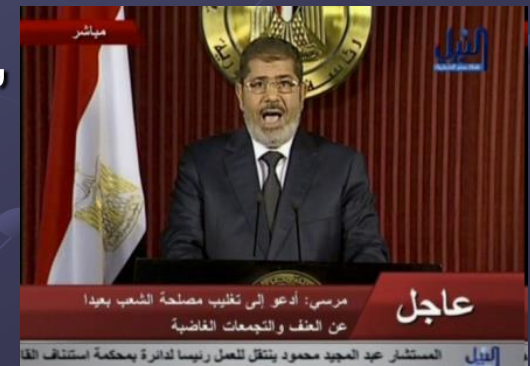 مباشر
النيل
عاجل
مرسي: أدعو إلى تغليب مصلحة الشعب بعيدا
عن العنف والتجمعات الغاضبة
النيل المستشار عبد المجيد محمود ينتقل للعمل رئيسا لدائرة بمحكمة استئناف القا